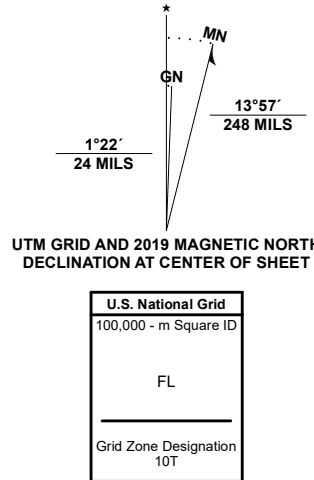 ★
MN
GN
13°57´
248 MILS
1°22´
24 MILS
UTM GRID AND 2019 MAGNETIC NORTH
DECLINATION AT CENTER OF SHEET
U.S. National Grid
100,000 - m Square ID
FL
Grid Zone Designation
10T